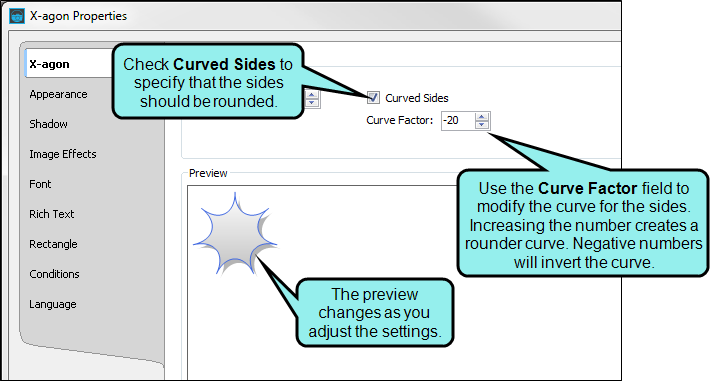 X-agon Properties
X-agon
Appearance
Shadow
Image Effects
Font
Rich Text
Rectangle
Conditions
Language
Check Curved Sides to
specify that the sides
should be rounded.
Curved Sides
Curve Factor: -20
Use the Curve Factor field to
modify the curve for the sides.
Increasing the number creates a
rounder curve. Negative numbers
will invert the curve.
Preview
The preview
changes as you
adjust the settings.